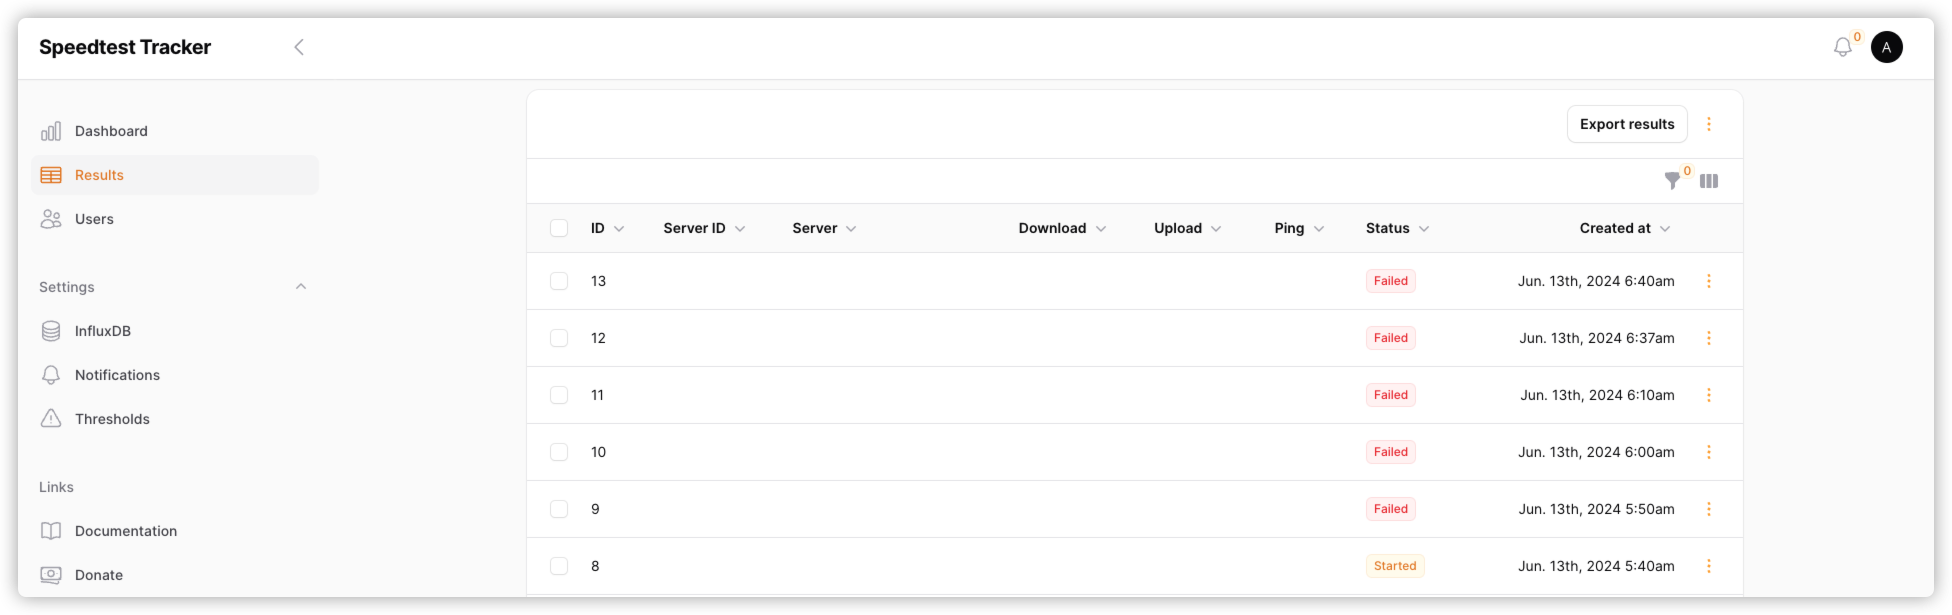 Speedtest Tracker
0
A
Dashboard
Results
Users
Settings
InfluxDB
Notifications
Thresholds
Links
Documentation
Donate
Export results
0
ID Server ID Server Download Upload Ping Status Created at
13 Failed Jun. 13th, 2024 6:40am
12 Failed Jun. 13th, 2024 6:37am
11 Failed Jun. 13th, 2024 6:10am
10 Failed Jun. 13th, 2024 6:00am
9 Failed Jun. 13th, 2024 5:50am
8 Started Jun. 13th, 2024 5:40am